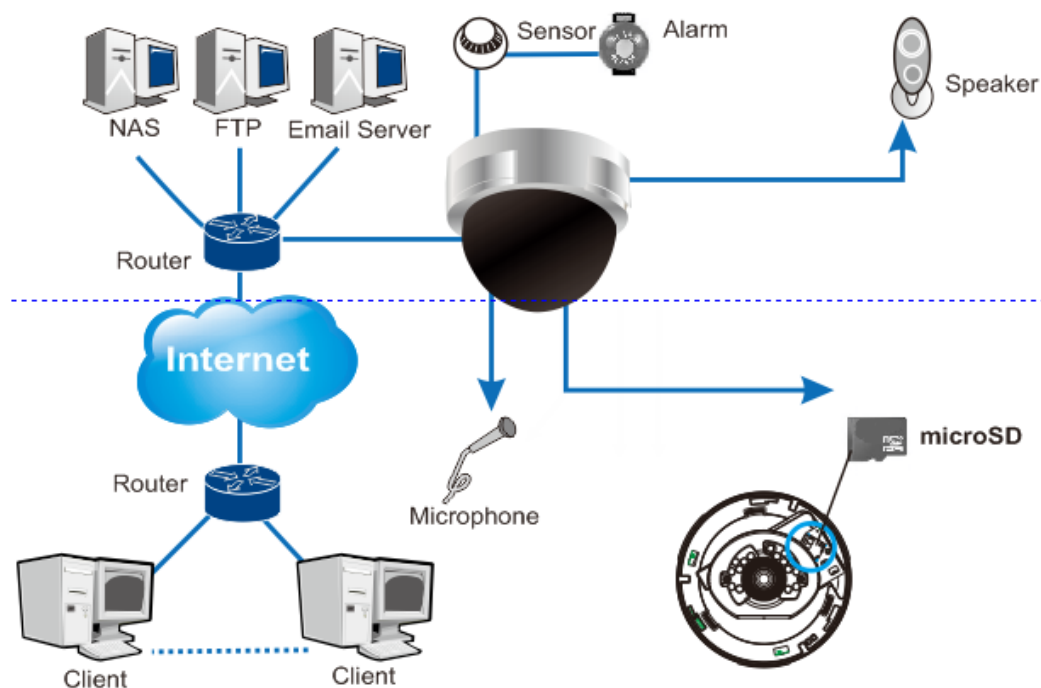 Sensor
Alarm
Speaker
NAS
FTP
Email Server
Router
Internet
microSD
Router
Microphone
Client
Client